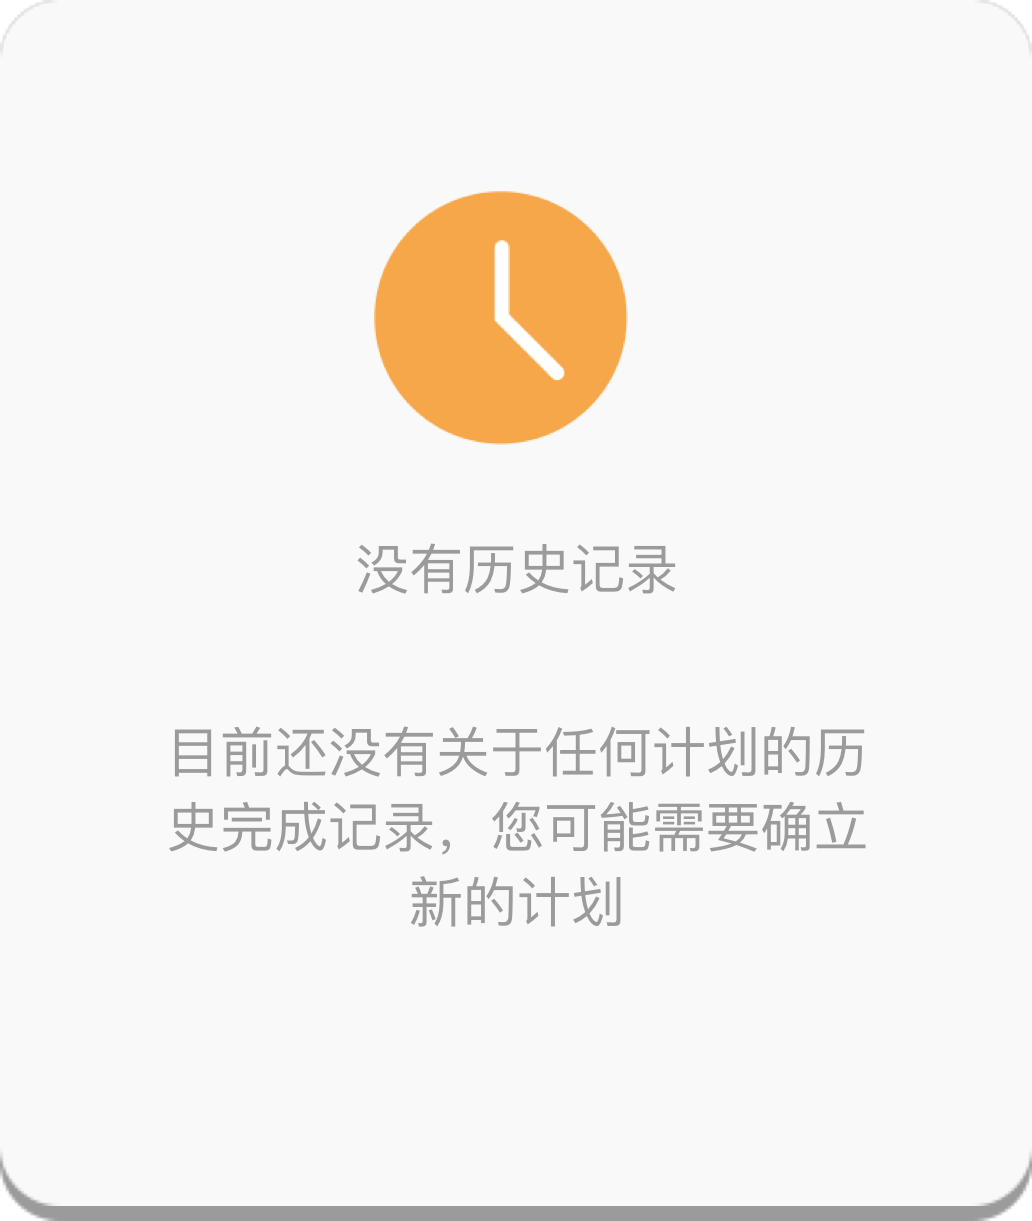 没有历史记录
目前还没有关于任何计划的历
史完成记录，您可能需要确立
新的计划